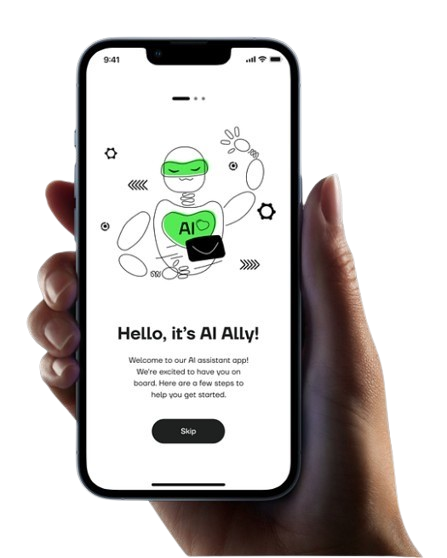 9:41
AI
Hello, it's AI Ally!
Welcome to our AI assistant app!
We're excited to have you on
board. Here are a few steps to
help you get started.
Skip